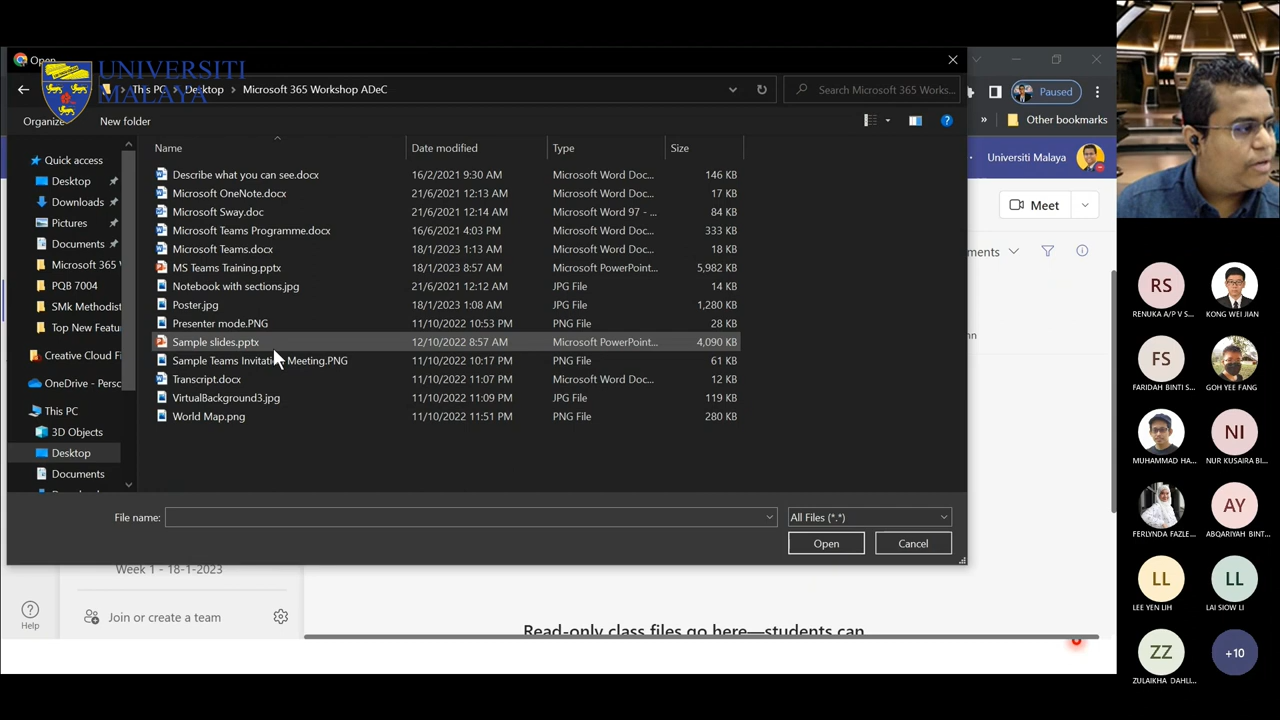 Open
UNIVERSITI
MALAYA
This PC
Desktop
Microsoft 365 Workshop ADeC
Search Microsoft 365 Works...
Paused
Organize
New folder
»
Other bookmarks
Universiti Malaya
Meet
Name
Date modified
Type
Size
Quick access
Desktop
Downloads
Pictures
Documents
Microsoft 365
PQB 7004
SMk Methodist
Top New Featu
Creative Cloud Fi
OneDrive - Persc
This PC
3D Objects
Desktop
Documents
Describe what you can see.docx 16/2/2021 9:30 AM Microsoft Word Doc... 146 KB
Microsoft OneNote.docx 21/6/2021 12:13 AM Microsoft Word Doc... 17 KB
Microsoft Sway.doc 21/6/2021 12:14 AM Microsoft Word 97 - ... 84 KB
Microsoft Teams Programme.docx 16/6/2021 4:03 PM Microsoft Word Doc... 333 KB
Microsoft Teams.docx 18/1/2023 1:13 AM Microsoft Word Doc... 18 KB
MS Teams Training.pptx 18/1/2023 8:57 AM Microsoft PowerPoint... 5,982 KB
Notebook with sections.jpg 21/6/2021 12:12 AM JPG File 14 KB
Poster.jpg 18/1/2023 1:08 AM JPG File 1,280 KB
Presenter mode.PNG 11/10/2022 10:53 PM PNG File 28 KB
Sample slides.pptx 12/10/2022 8:57 AM Microsoft PowerPoint... 4,090 KB
Sample Teams Invitation Meeting.PNG 11/10/2022 10:17 PM PNG File 61 KB
Transcript.docx 11/10/2022 11:07 PM Microsoft Word Doc... 12 KB
VirtualBackground3.jpg 11/10/2022 11:09 PM JPG File 119 KB
World Map.png 11/10/2022 11:51 PM PNG File 280 KB
File name:
All Files (*.*)
Open
Cancel
ments
nn
Week 1 - 18-1-2023
Join or create a team
Help
Read-only class files go here—students can
RS
RENUKA A/P V S...
KONG WEI JIAN
FS
FARIDAH BINTI S...
GOH YEE FANG
MUHAMMAD HA...
NI
NUR KUSAIRA BI...
FERLYNDA FAZLE...
AY
ABQARIYAH BINT...
LL
LEE YEN LIH
LL
LAI SIOW LI
ZZ
ZULAIKHA DAHLI...
+10